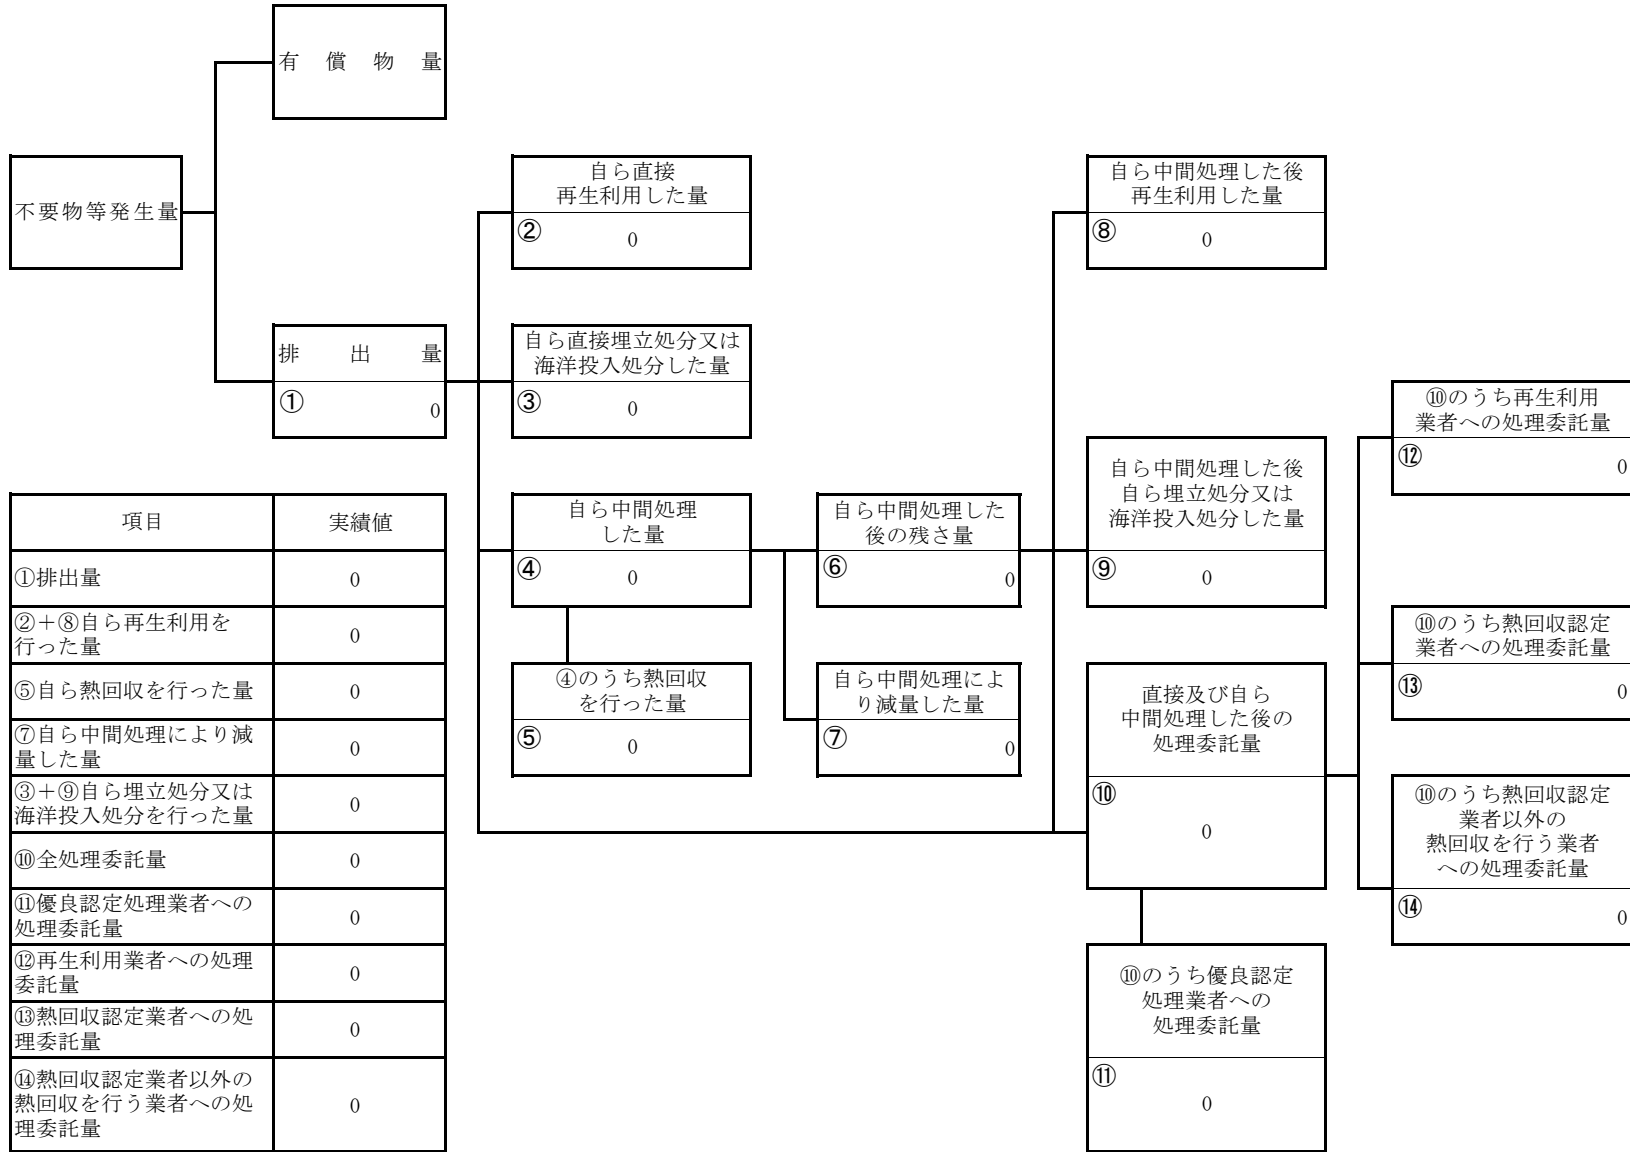 有償物量
不要物等発生量
自ら直接
再生利用した量
② 0
自ら中間処理した後
再生利用した量
⑧ 0
排出量
① 0
自ら直接埋立処分又は
海洋投入処分した量
③ 0
⑩のうち再生利用
業者への処理委託量
⑫ 0
自ら中間処理
した量
④ 0
自ら中間処理した
後の残さ量
⑥ 0
自ら中間処理した後
自ら埋立処分又は
海洋投入処分した量
⑨ 0
⑩のうち熱回収認定
業者への処理委託量
⑬ 0
④のうち熱回収
を行った量
⑤ 0
自ら中間処理によ
り減量した量
⑦ 0
直接及び自ら
中間処理した後の
処理委託量
⑩
0
⑩のうち熱回収認定
業者以外の
熱回収を行う業者
への処理委託量
⑭ 0
⑩のうち優良認定
処理業者への
処理委託量
⑪
0
項目 実績値
①排出量 0
②＋⑧自ら再生利用を
行った量 0
⑤自ら熱回収を行った量 0
⑦自ら中間処理により減
量した量 0
③＋⑨自ら埋立処分又は
海洋投入処分を行った量 0
⑩全処理委託量 0
⑪優良認定処理業者への
処理委託量 0
⑫再生利用業者への処理
委託量 0
⑬熱回収認定業者への処
理委託量 0
⑭熱回収認定業者以外の
熱回収を行う業者への処 0
理委託量